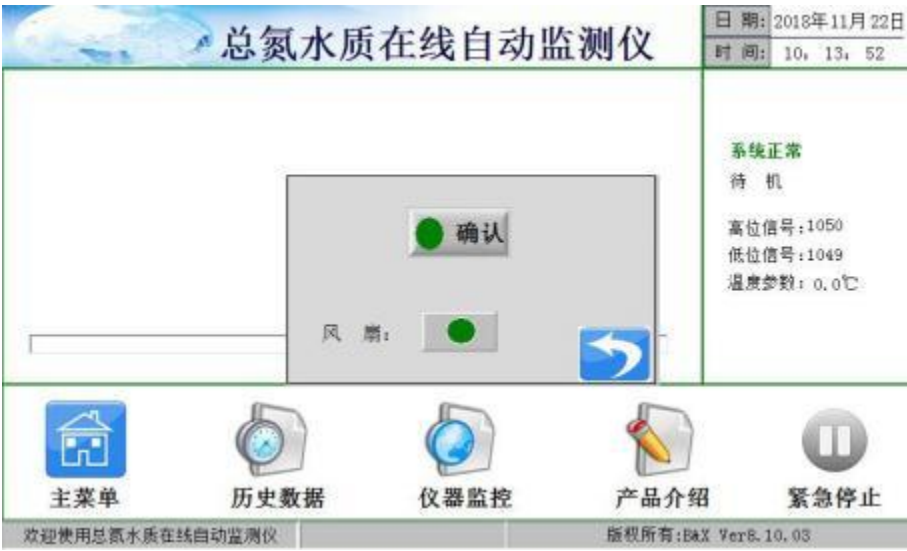 总氮水质在线自动监测仪
日 期: 2018年11月22日
时 间: 10: 13: 52
系统正常
待 机
高位信号:1050
低位信号:1049
温度参数: 0.0℃
确认
风 扇:
主菜单
历史数据
仪器监控
产品介绍
紧急停止
欢迎使用总氮水质在线自动监测仪
版权所有:B&X Ver8.10.03